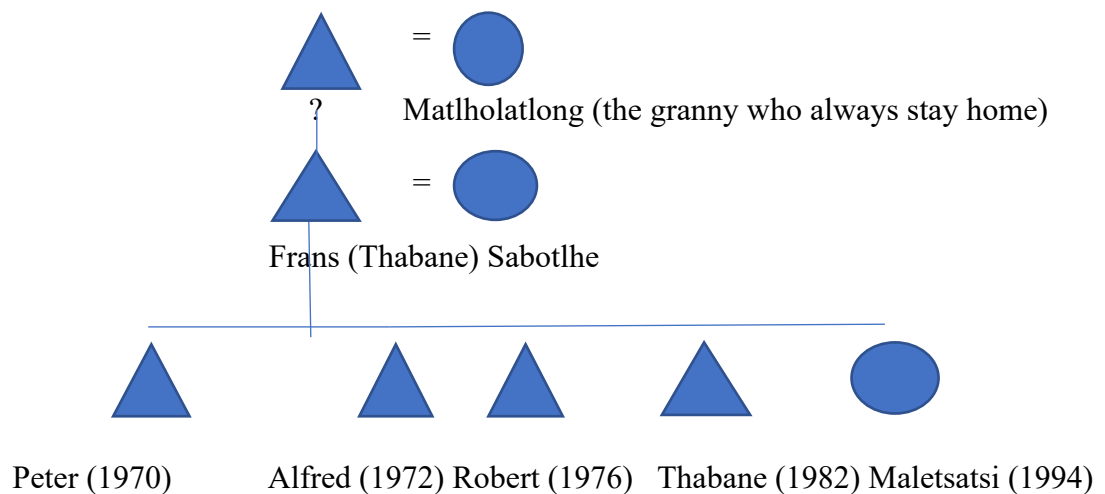 =
? Matlholatlong (the granny who always stay home)
=
Frans (Thabane) Sabotlhe
Peter (1970) Alfred (1972) Robert (1976) Thabane (1982) Maletsatsi (1994)